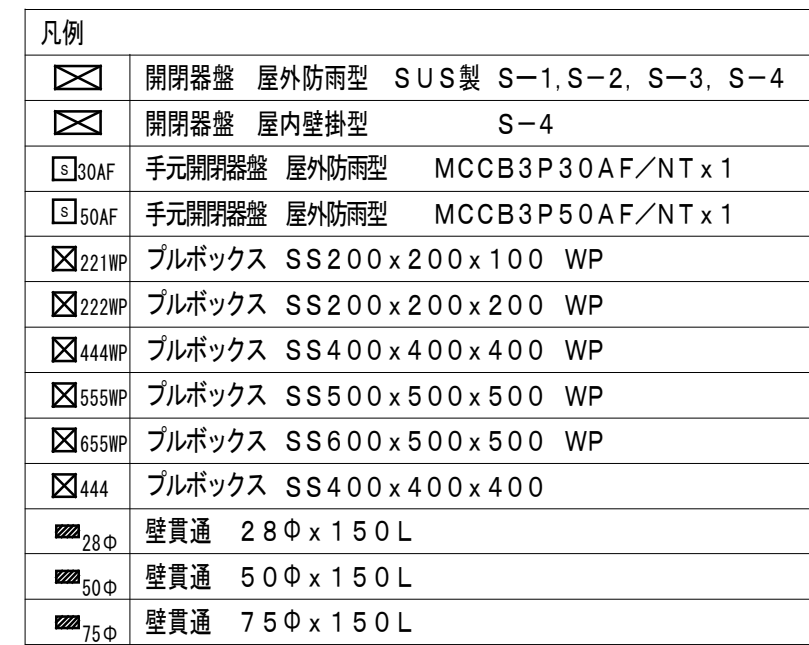 凡例
開閉器盤 屋外防雨型 SUS製 S－1,S－2, S－3, S－4
開閉器盤 屋内壁掛型 S－4
S 30AF 手元開閉器盤 屋外防雨型 MCCB3P30AF／NTx1
S 50AF 手元開閉器盤 屋外防雨型 MCCB3P50AF／NTx1
221WP プルボックス SS200x200x100 WP
222WP プルボックス SS200x200x200 WP
444WP プルボックス SS400x400x400 WP
555WP プルボックス SS500x500x500 WP
655WP プルボックス SS600x500x500 WP
444 プルボックス SS400x400x400
28Φ 壁貫通 28Φx150L
50Φ 壁貫通 50Φx150L
75Φ 壁貫通 75Φx150L